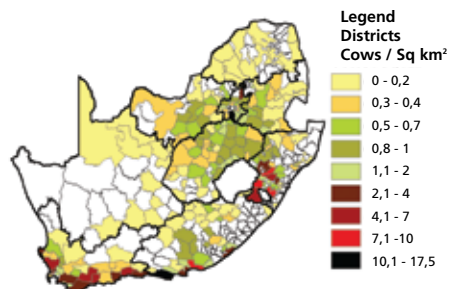 Legend
Districts
Cows / Sq km²
0 - 0,2
0,3 - 0,4
0,5 - 0,7
0,8 - 1
1,1 - 2
2,1 - 4
4,1 - 7
7,1 -10
10,1 - 17,5